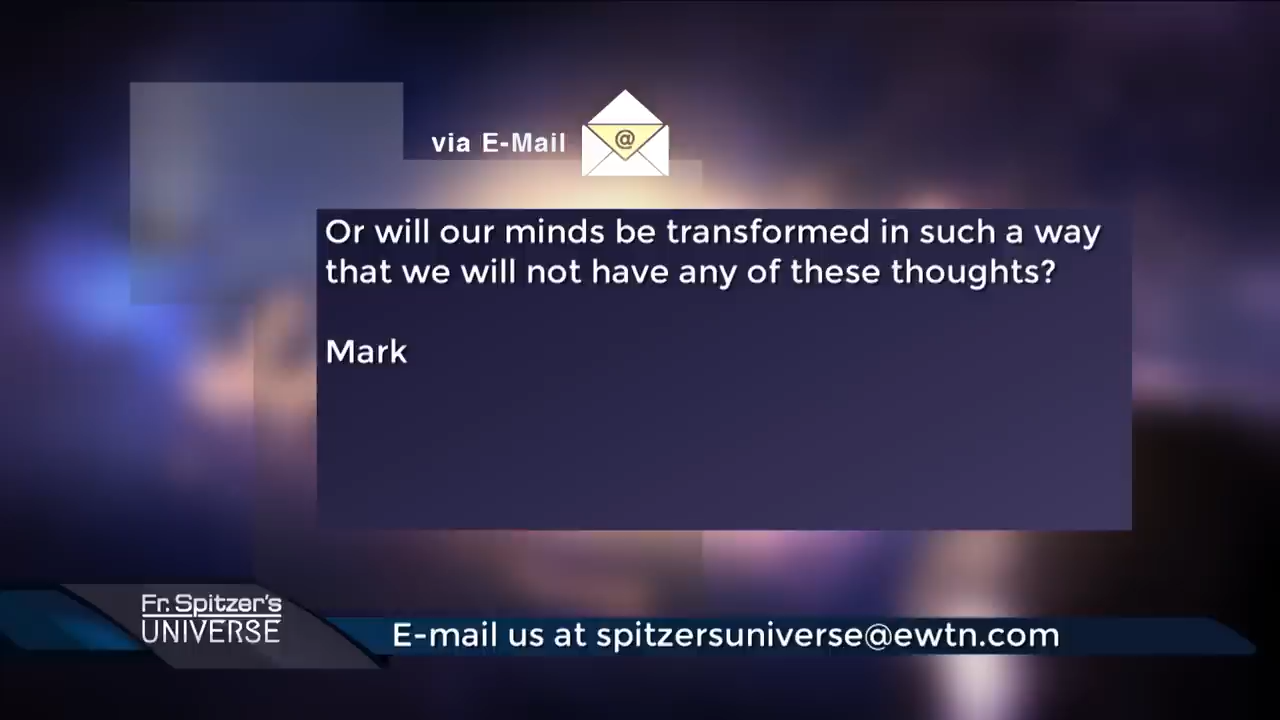 via E-Mail
@
Or will our minds be transformed in such a way
that we will not have any of these thoughts?
Mark
Fr. Spitzer's
UNIVERSE
E-mail us at spitzersuniverse@ewtn.com